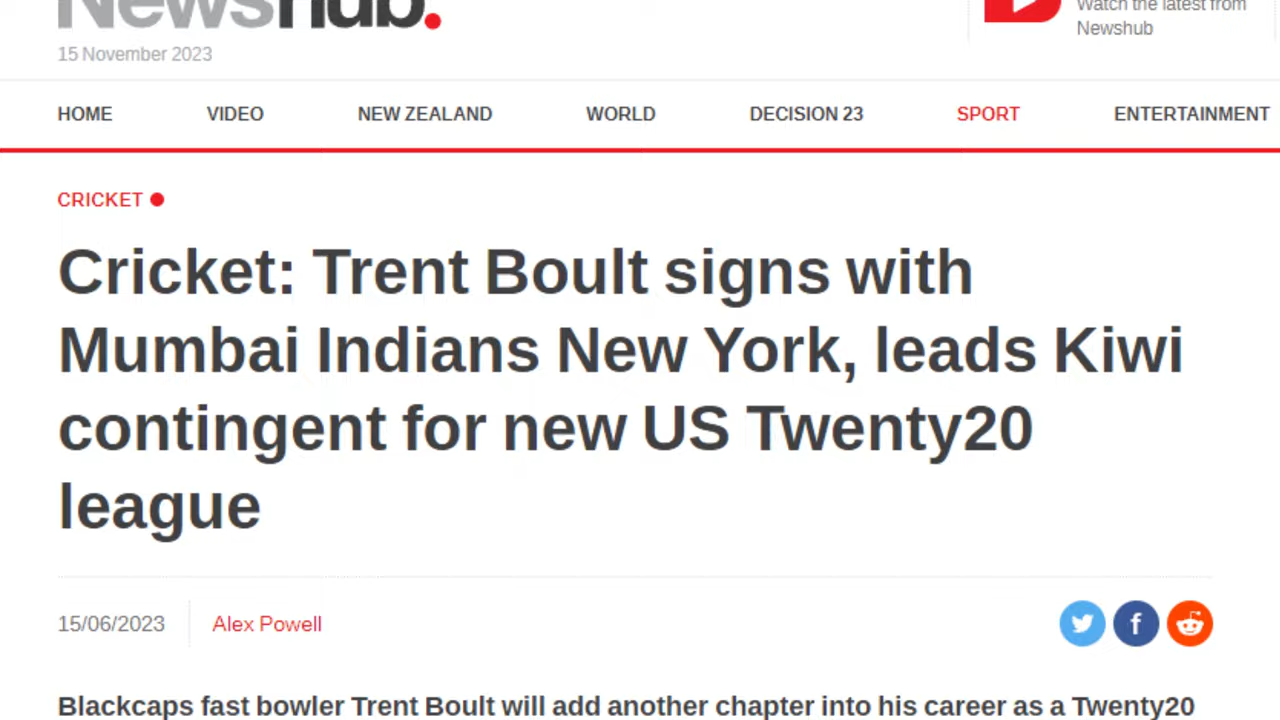 Newshub.
Watch the latest from
Newshub
15 November 2023
HOME VIDEO NEW ZEALAND WORLD DECISION 23 SPORT ENTERTAINMENT
CRICKET
Cricket: Trent Boult signs with
Mumbai Indians New York, leads Kiwi
contingent for new US Twenty20
league
15/06/2023 Alex Powell
Blackcaps fast bowler Trent Boult will add another chapter into his career as a Twenty20